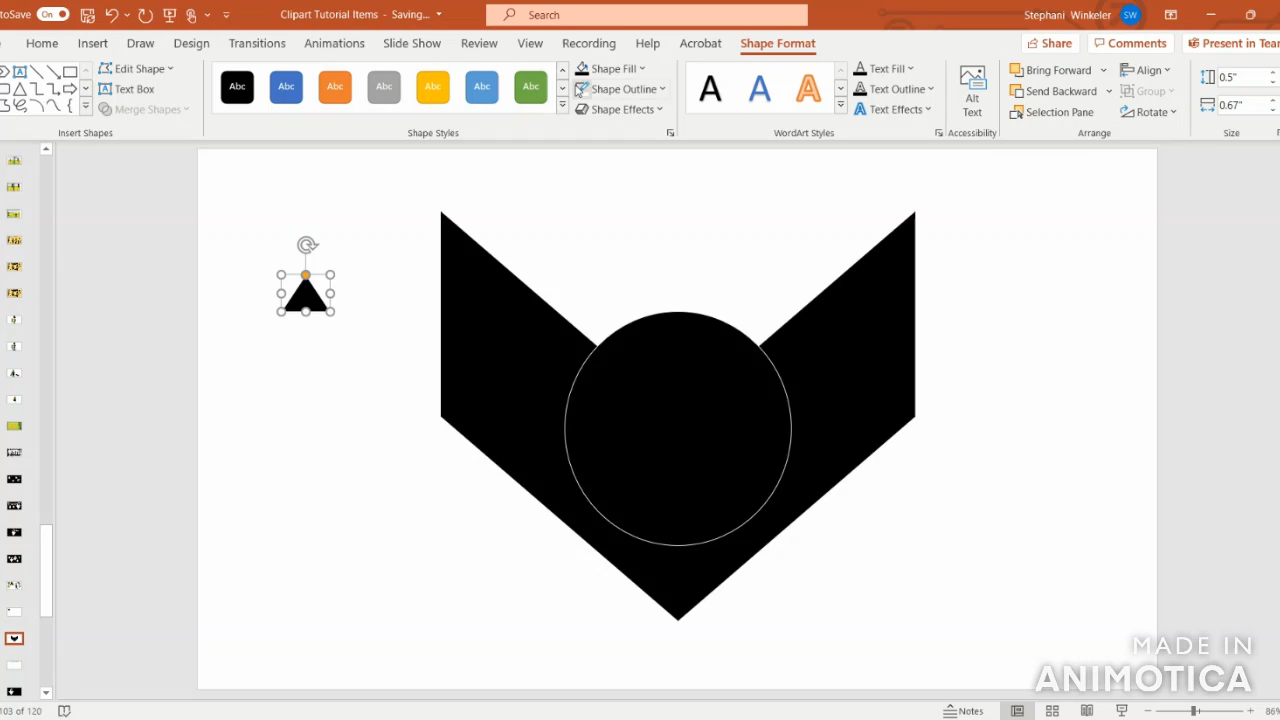 toSave On
Clipart Tutorial Items - Saving...
Search
Stephani Winkeler SW
Home Insert Draw Design Transitions Animations Slide Show Review View Recording Help Acrobat Shape Format
Share Comments Present in Team
Edit Shape
Text Box
Merge Shapes
Insert Shapes
Abc Abc Abc Abc Abc Abc Abc
Shape Fill
Shape Outline
Shape Effects
Shape Styles
A A A
Text Fill
Text Outline
Text Effects
WordArt Styles
Alt
Text
Accessibility
Bring Forward
Send Backward
Selection Pane
Align
Group
Rotate
Arrange
0.5"
0.67"
Size
MADE IN
ANIMOTICA
103 of 120
Notes
86%